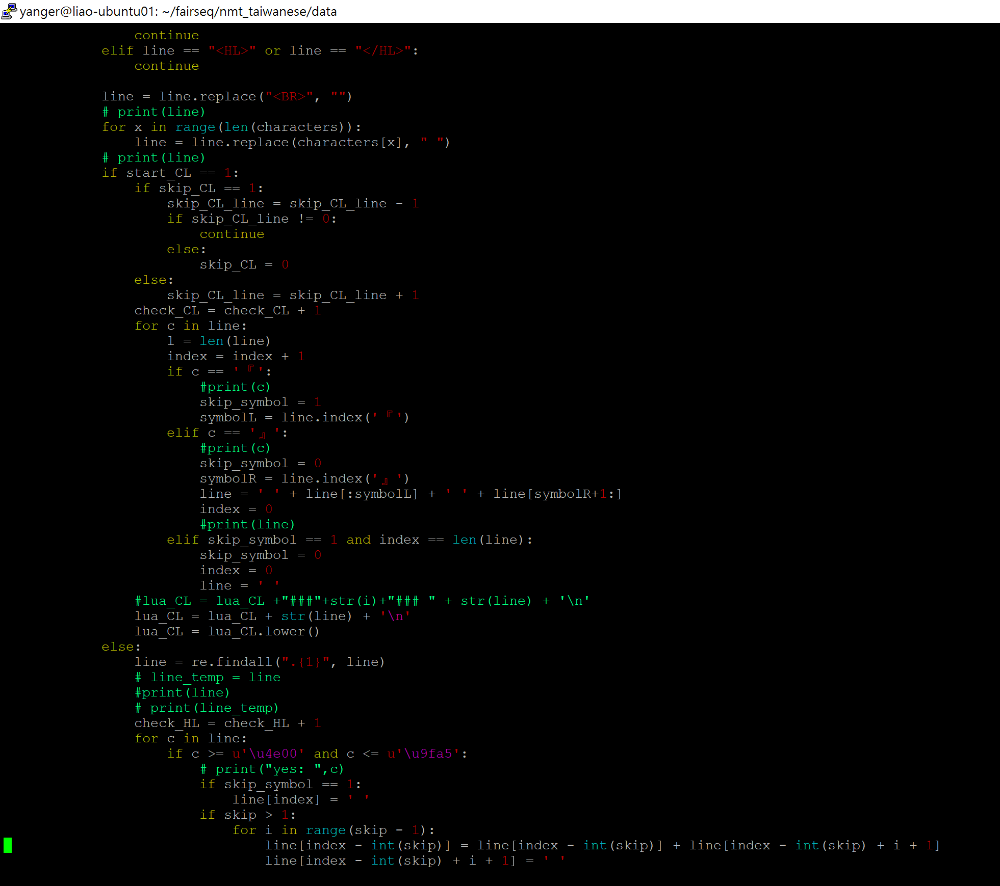 yanger@liao-ubuntu01: ~/fairseq/nmt_taiwanese/data
                continue
            elif line == "<HL>" or line == "</HL>":
                continue

            line = line.replace("<BR>", "")
            # print(line)
            for x in range(len(characters)):
                line = line.replace(characters[x], " ")
            # print(line)
            if start_CL == 1:
                if skip_CL == 1:
                    skip_CL_line = skip_CL_line - 1
                    if skip_CL_line != 0:
                        continue
                    else:
                        skip_CL = 0
                else:
                    skip_CL_line = skip_CL_line + 1
                check_CL = check_CL + 1
                for c in line:
                    l = len(line)
                    index = index + 1
                    if c == '『':
                        #print(c)
                        skip_symbol = 1
                        symbolL = line.index('『')
                    elif c == '』':
                        #print(c)
                        skip_symbol = 0
                        symbolR = line.index('』')
                        line = ' ' + line[:symbolL] + ' ' + line[symbolR+1:]
                        index = 0
                        #print(line)
                    elif skip_symbol == 1 and index == len(line):
                        skip_symbol = 0
                        index = 0
                        line = ' '
                #lua_CL = lua_CL +"###"+str(i)+"### " + str(line) + '\n'
                lua_CL = lua_CL + str(line) + '\n'
                lua_CL = lua_CL.lower()
            else:
                line = re.findall(".{1}", line)
                # line_temp = line
                #print(line)
                # print(line_temp)
                check_HL = check_HL + 1
                for c in line:
                    if c >= u'\u4e00' and c <= u'\u9fa5':
                        # print("yes: ",c)
                        if skip_symbol == 1:
                            line[index] = ' '
                        if skip > 1:
                            for i in range(skip - 1):
                                line[index - int(skip)] = line[index - int(skip)] + line[index - int(skip) + i + 1]
                                line[index - int(skip) + i + 1] = ' '